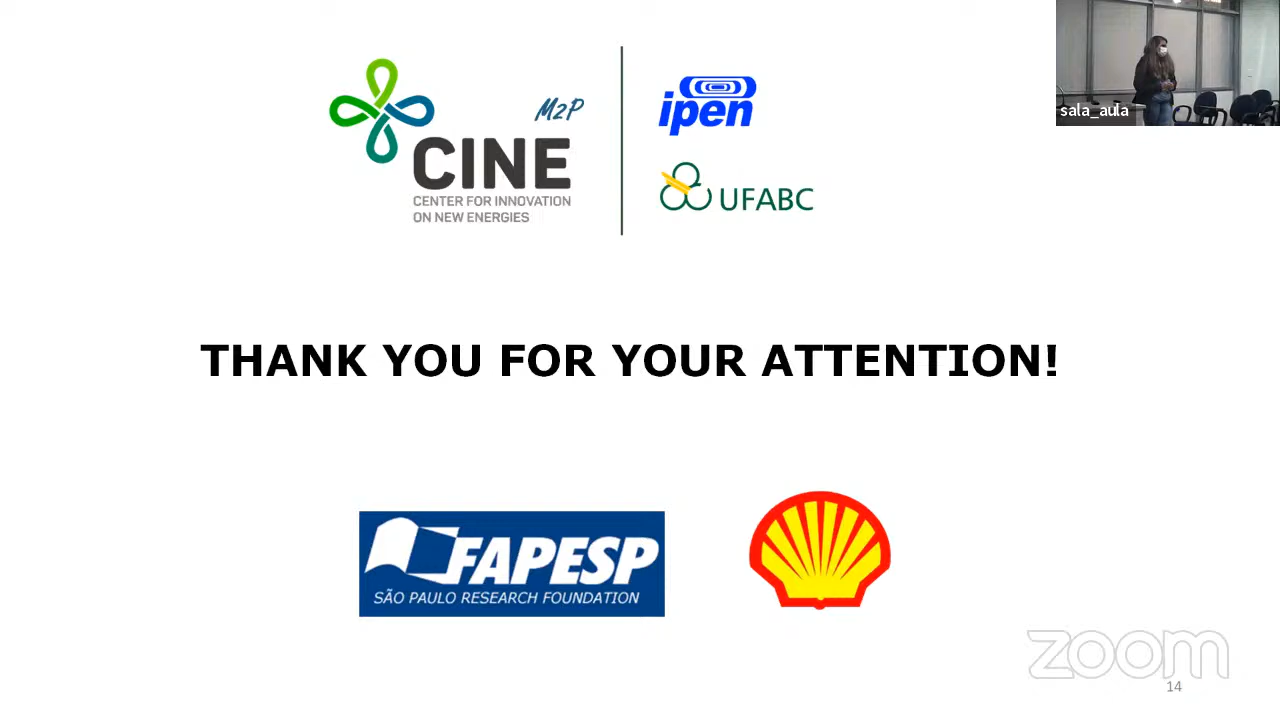 M2P
CINE
CENTER FOR INNOVATION
ON NEW ENERGIES
ipen
UFABC
sala_aula
THANK YOU FOR YOUR ATTENTION!
FAPESP
SÃO PAULO RESEARCH FOUNDATION
zoom
14